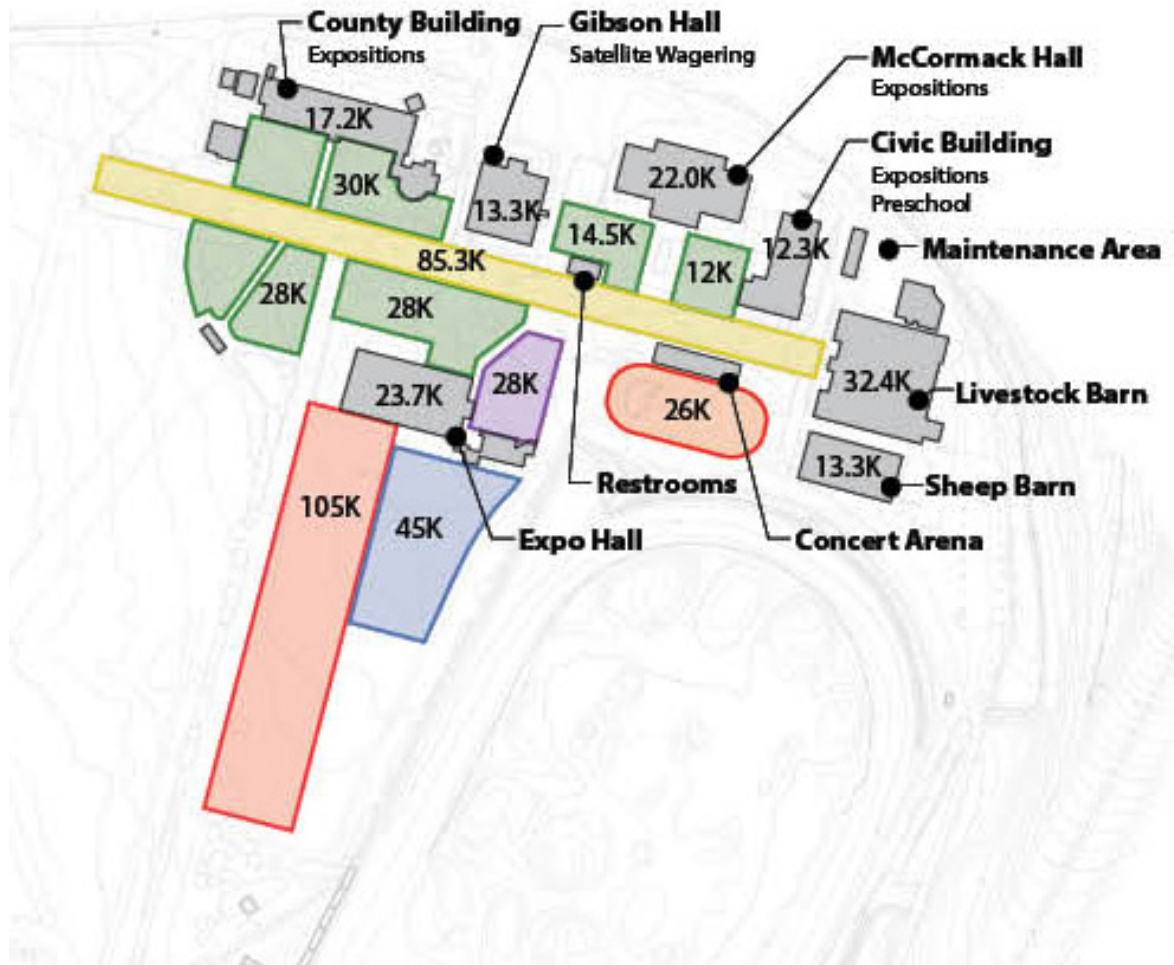 County Building
Expositions
Gibson Hall
Satellite Wagering
McCormack Hall
Expositions
Civic Building
Expositions
Preschool
Maintenance Area
17.2K
30K
13.3K
22.0K
14.5K
12.3K
12K
85.3K
28K
28K
28K
23.7K
26K
32.4K
Livestock Barn
13.3K
Sheep Barn
Restrooms
105K
45K
Expo Hall
Concert Arena